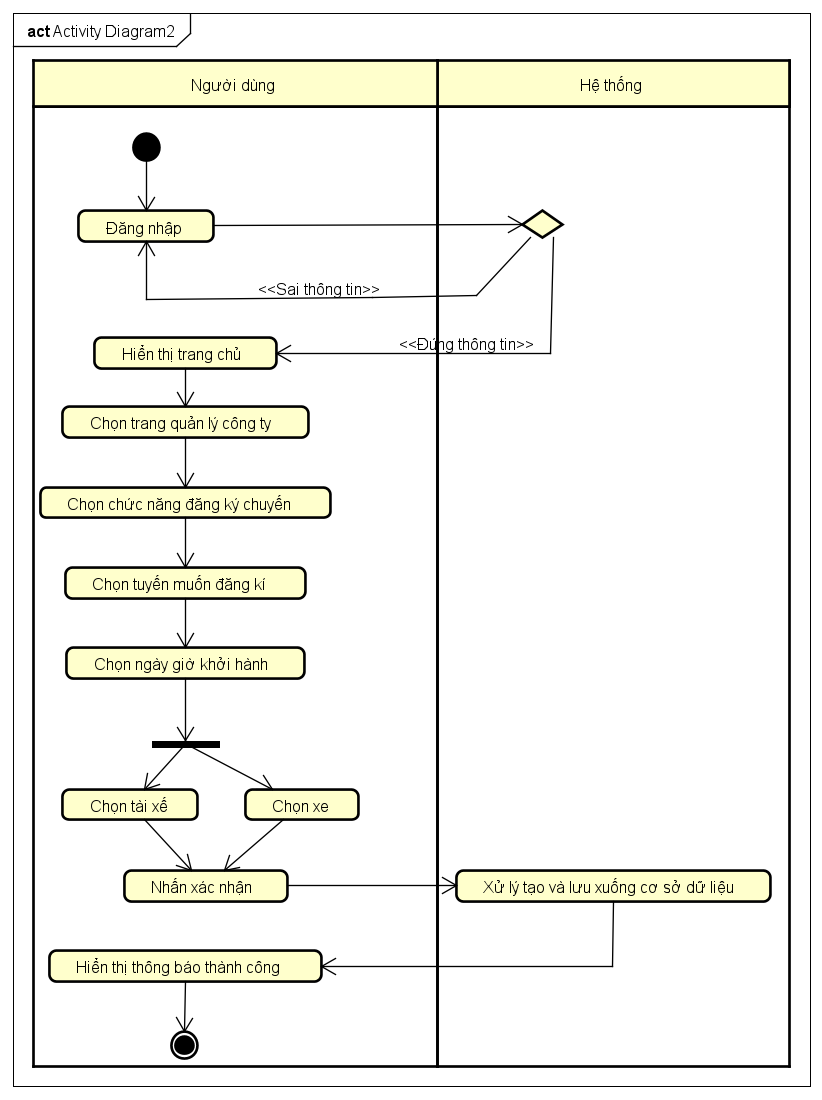 act Activity Diagram2
Người dùng
Hệ thống
Đăng nhập
<<Sai thông tin>>
<<Đúng thông tin>>
Hiển thị trang chủ
Chọn trang quản lý công ty
Chọn chức năng đăng ký chuyến
Chọn tuyến muốn đăng kí
Chọn ngày giờ khởi hành
Chọn tài xế
Chọn xe
Nhấn xác nhận
Xử lý tạo và lưu xuống cơ sở dữ liệu
Hiển thị thông báo thành công